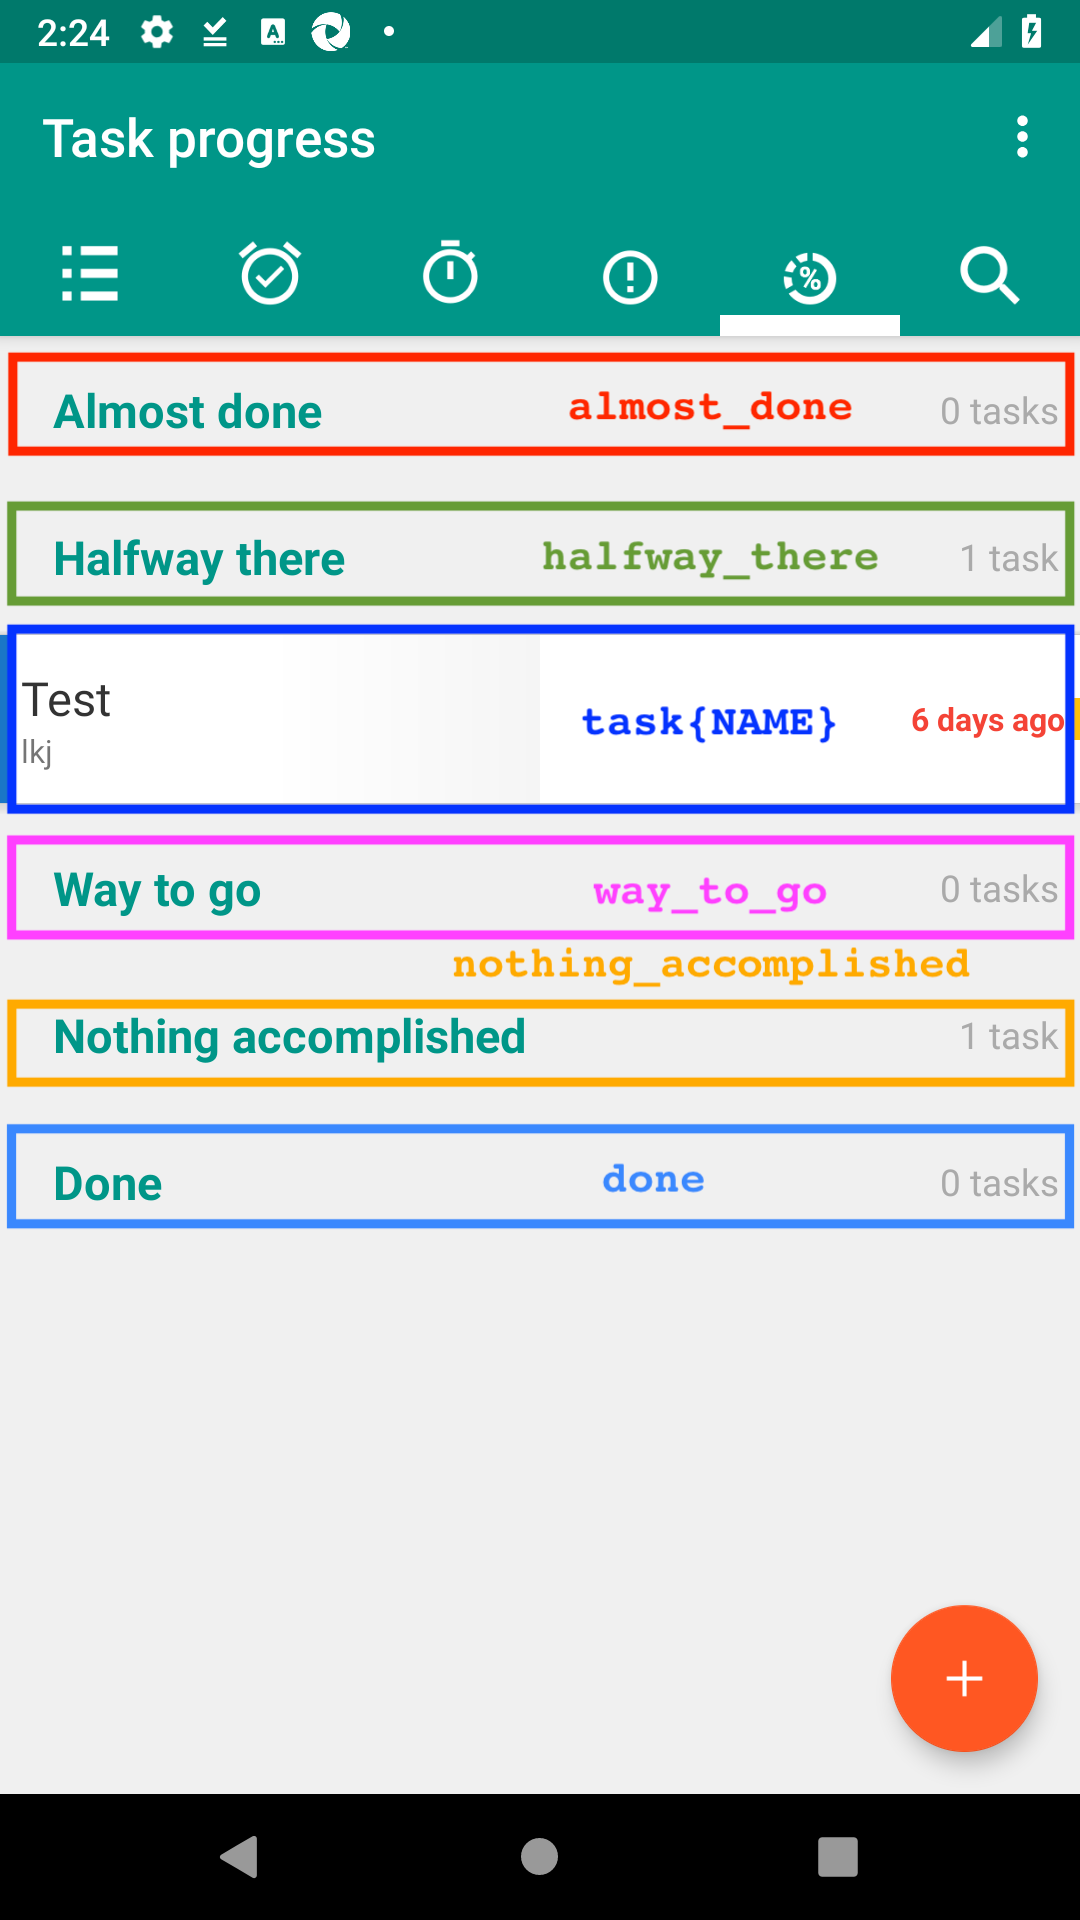 2:24
Task progress
Almost done almost_done 0 tasks
Halfway there halfway_there 1 task
Test
lkj
task{NAME} 6 days ago
Way to go way_to_go 0 tasks
nothing_accomplished
Nothing accomplished 1 task
Done done 0 tasks